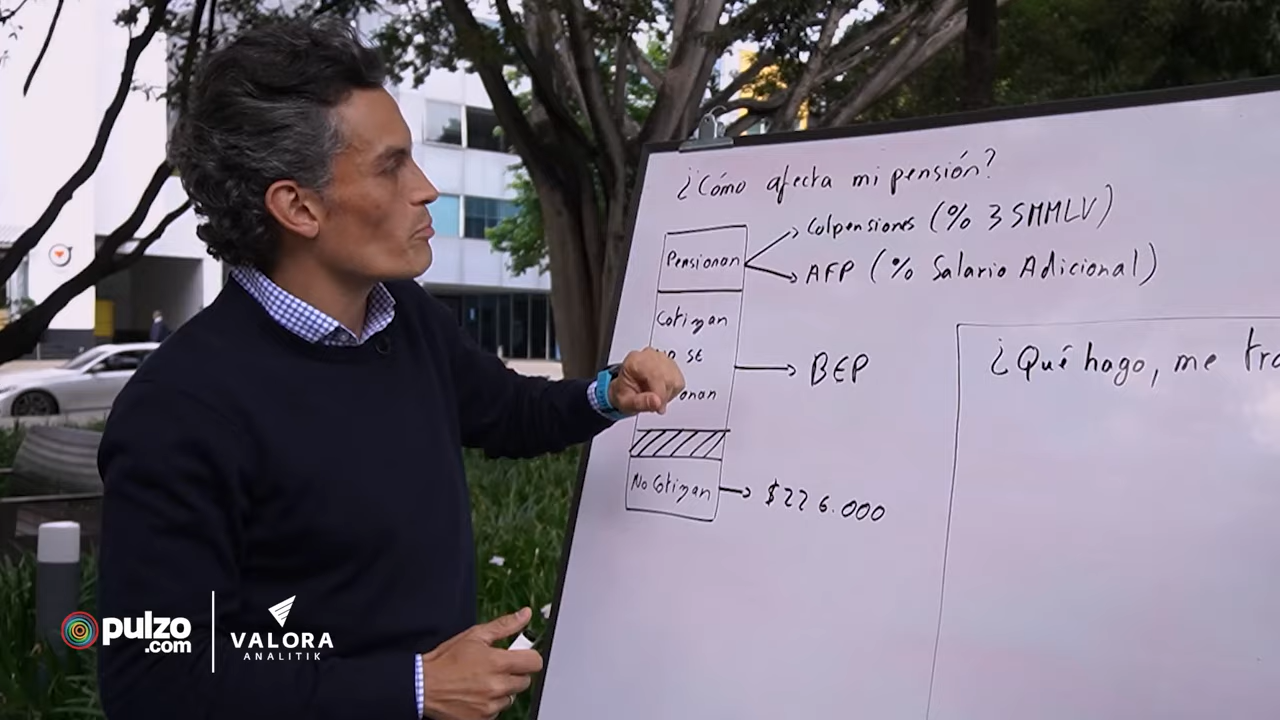 ¿Cómo afecta mi pensión?
Colpensiones (% 3 SMMLV)
Pensionan
AFP (% Salario Adicional)
Cotizan
se
BEP
¿Qué hago, me
No Cotizan
$226.000
pulzo
.com
VALORA
ANALITIK